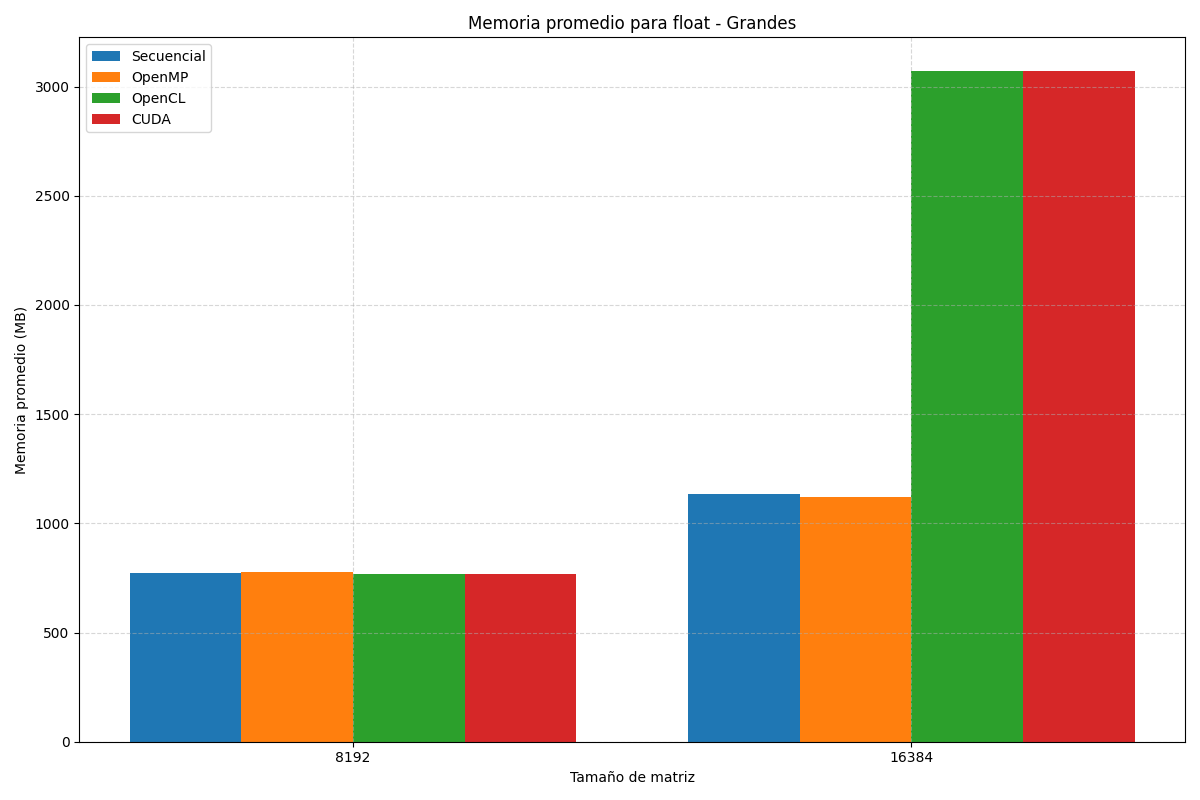 Memoria promedio para float - Grandes
Secuencial
OpenMP
OpenCL
CUDA
Memoria promedio (MB)
3000
2500
2000
1500
1000
500
0
8192
16384
Tamaño de matriz